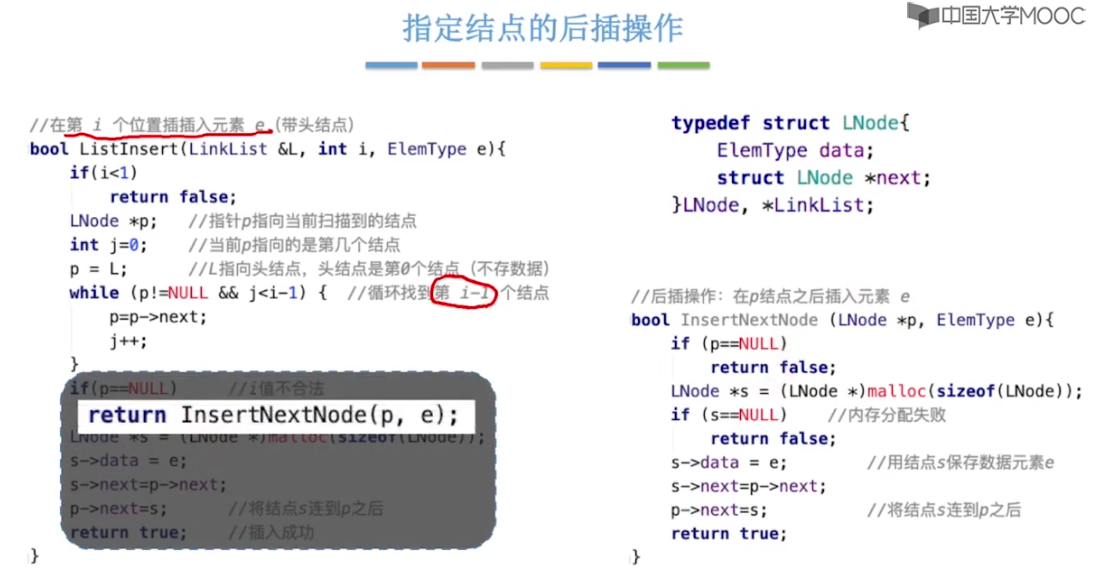 中国大学MOOC
指定结点的后插操作
//在第 i 个位置插插入元素 e (带头结点)
bool ListInsert(LinkList &L, int i, ElemType e){
if(i<1)
return false;
LNode *p; //指针p指向当前扫描到的结点
int j=0; //当前p指向的是第几个结点
p = L; //L指向头结点，头结点是第0个结点（不存数据）
while (p!=NULL && j<i-1) { //循环找到第 i-1 个结点
p=p->next;
j++;
}
if(p==NULL) //i值不合法
return InsertNextNode(p, e);
LNode *s = (LNode *)malloc(sizeof(LNode));
s->data = e;
s->next=p->next;
p->next=s; //将结点s连到p之后
return true; //插入成功
}
typedef struct LNode{
ElemType data;
struct LNode *next;
}LNode, *LinkList;
//后插操作：在p结点之后插入元素 e
bool InsertNextNode (LNode *p, ElemType e){
if (p==NULL)
return false;
LNode *s = (LNode *)malloc(sizeof(LNode));
if (s==NULL) //内存分配失败
return false;
s->data = e; //用结点s保存数据元素e
s->next=p->next;
p->next=s; //将结点s连到p之后
return true;
}